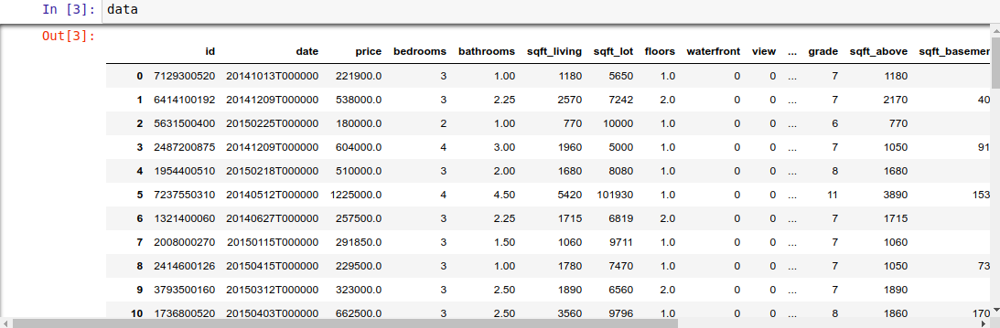 In [3]: data
Out[3]:
id date price bedrooms bathrooms sqft_living sqft_lot floors waterfront view ... grade sqft_above sqft_basemer
0 7129300520 20141013T000000 221900.0 3 1.00 1180 5650 1.0 0 0 ... 7 1180
1 6414100192 20141209T000000 538000.0 3 2.25 2570 7242 2.0 0 0 ... 7 2170 40
2 5631500400 20150225T000000 180000.0 2 1.00 770 10000 1.0 0 0 ... 6 770
3 2487200875 20141209T000000 604000.0 4 3.00 1960 5000 1.0 0 0 ... 7 1050 91
4 1954400510 20150218T000000 510000.0 3 2.00 1680 8080 1.0 0 0 ... 8 1680
5 7237550310 20140512T000000 1225000.0 4 4.50 5420 101930 1.0 0 0 ... 11 3890 153
6 1321400060 20140627T000000 257500.0 3 2.25 1715 6819 2.0 0 0 ... 7 1715
7 2008000270 20150115T000000 291850.0 3 1.50 1060 9711 1.0 0 0 ... 7 1060
8 2414600126 20150415T000000 229500.0 3 1.00 1780 7470 1.0 0 0 ... 7 1050 73
9 3793500160 20150312T000000 323000.0 3 2.50 1890 6560 2.0 0 0 ... 7 1890
10 1736800520 20150403T000000 662500.0 3 2.50 3560 9796 1.0 0 0 ... 8 1860 170